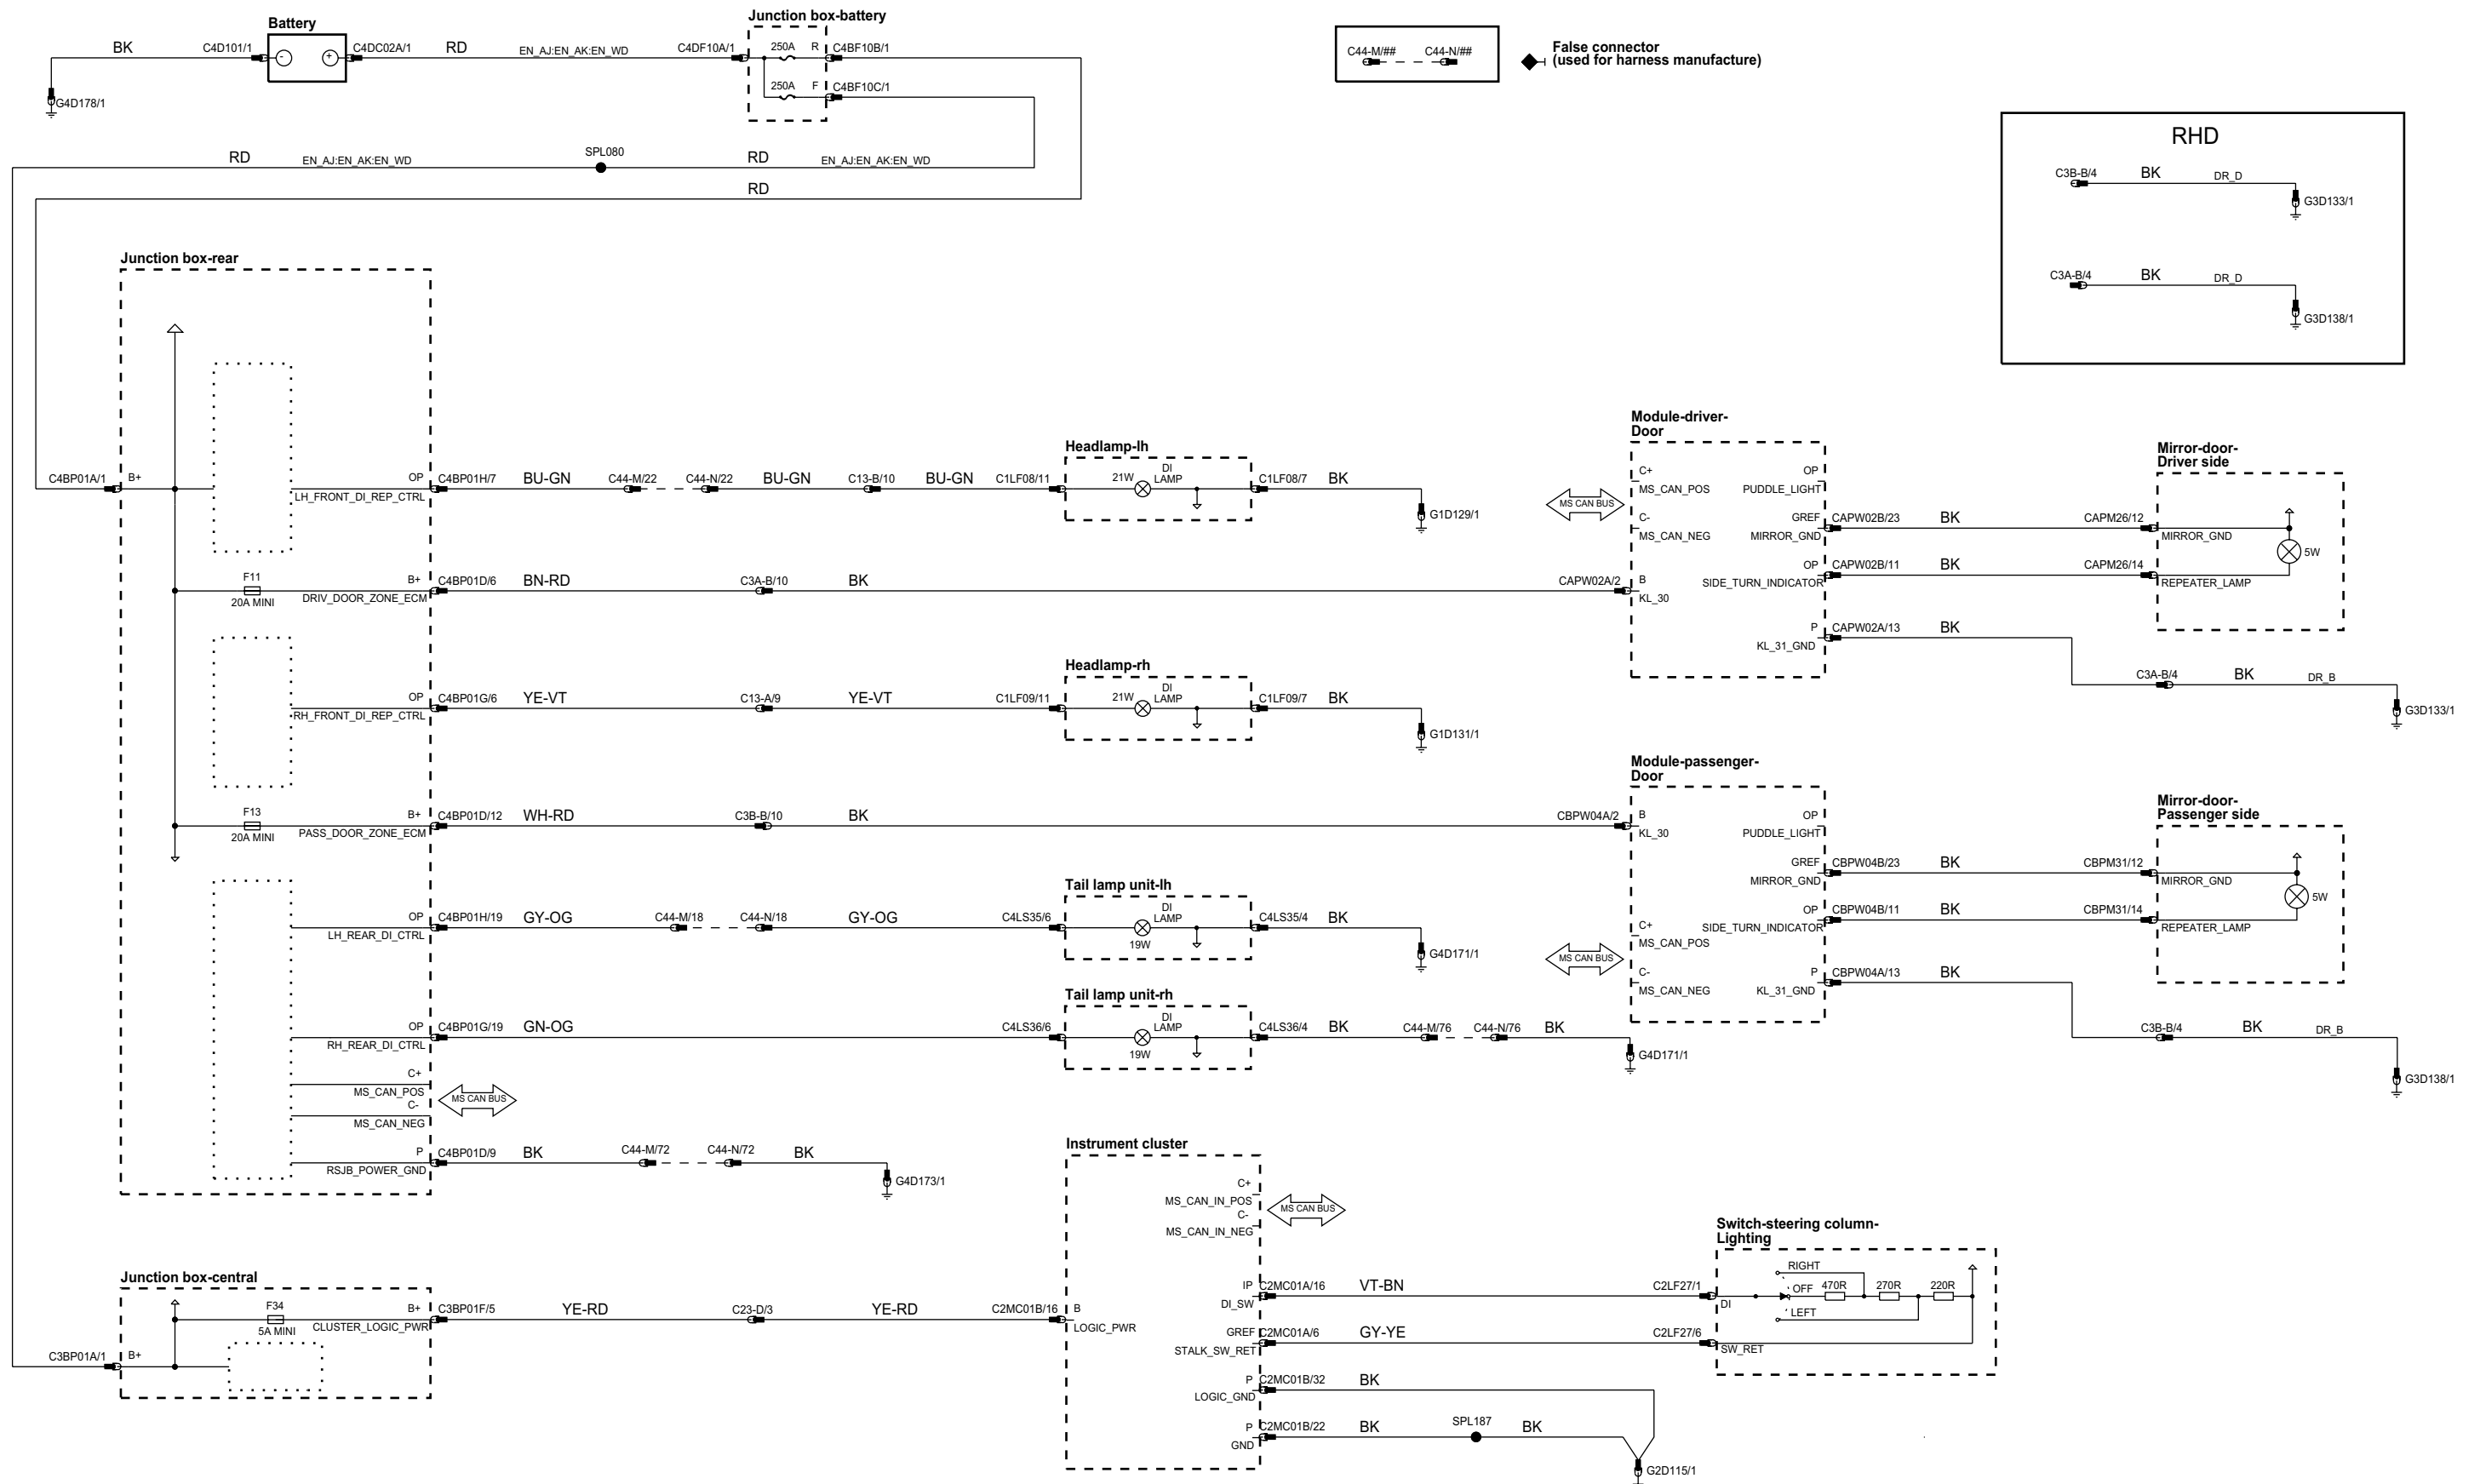 Battery
BK
C4D101/1
-
+
C4DC02A/1
RD
EN_AJ:EN_AK:EN_WD
C4DF10A/1
G4D178/1
Junction box-battery
250A R
C4BF10B/1
250A F
C4BF10C/1
C44-M/## C44-N/##
False connector
(used for harness manufacture)
RD
EN_AJ:EN_AK:EN_WD
SPL080
RD
EN_AJ:EN_AK:EN_WD
RD
RHD
C3B-B/4 BK DR_D
G3D133/1
C3A-B/4 BK DR_D
G3D138/1
Junction box-rear
C4BP01A/1
B+
OP
LH_FRONT_DI_REP_CTRL
C4BP01H/7 BU-GN C44-M/22 C44-N/22 BU-GN C13-B/10 BU-GN C1LF08/11
Headlamp-lh
21W
DI
LAMP
C1LF08/7 BK
G1D129/1
F11
20A MINI
B+
DRIV_DOOR_ZONE_ECM
C4BP01D/6 BN-RD C3A-B/10 BK CAPW02A/2
OP
RH_FRONT_DI_REP_CTRL
C4BP01G/6 YE-VT C13-A/9 YE-VT C1LF09/11
Headlamp-rh
21W
DI
LAMP
C1LF09/7 BK
G1D131/1
F13
20A MINI
B+
PASS_DOOR_ZONE_ECM
C4BP01D/12 WH-RD C3B-B/10 BK CBPW04A/2
OP
LH_REAR_DI_CTRL
C4BP01H/19 GY-OG C44-M/18 C44-N/18 GY-OG C4LS35/6
Tail lamp unit-lh
DI
LAMP
19W
C4LS35/4 BK
G4D171/1
OP
RH_REAR_DI_CTRL
C4BP01G/19 GN-OG C4LS36/6
Tail lamp unit-rh
DI
LAMP
19W
C4LS36/4 BK C44-M/76 C44-N/76 BK
G4D171/1
C+
MS_CAN_POS
C-
MS_CAN_NEG
MS CAN BUS
P
RSJB_POWER_GND
C4BP01D/9 BK C44-M/72 C44-N/72 BK
G4D173/1
Module-driver-
Door
MS CAN BUS
C+
MS_CAN_POS
C-
MS_CAN_NEG
B
KL_30
OP
PUDDLE_LIGHT
GREF
MIRROR_GND
OP
SIDE_TURN_INDICATOR
P
KL_31_GND
CAPW02B/23 BK CAPM26/12
CAPW02B/11 BK CAPM26/14
CAPW02A/13 BK
C3A-B/4 BK DR_B
G3D133/1
Mirror-door-
Driver side
MIRROR_GND
5W
REPEATER_LAMP
Module-passenger-
Door
B
KL_30
MS CAN BUS
C+
MS_CAN_POS
C-
MS_CAN_NEG
OP
PUDDLE_LIGHT
GREF
MIRROR_GND
OP
SIDE_TURN_INDICATOR
P
KL_31_GND
CBPW04B/23 BK CBPM31/12
CBPW04B/11 BK CBPM31/14
CBPW04A/13 BK
C3B-B/4 BK DR_B
G3D138/1
Mirror-door-
Passenger side
MIRROR_GND
5W
REPEATER_LAMP
Junction box-central
C3BP01A/1
B+
F34
5A MINI
B+
CLUSTER_LOGIC_PWR
C3BP01F/5 YE-RD C23-D/3 YE-RD C2MC01B/16
Instrument cluster
B
LOGIC_PWR
C+
MS_CAN_IN_POS
C-
MS_CAN_IN_NEG
MS CAN BUS
IP
DI_SW
GREF
STALK_SW_RET
P
LOGIC_GND
P
GND
C2MC01A/16 VT-BN C2LF27/1
C2MC01A/6 GY-YE C2LF27/6
C2MC01B/32 BK
C2MC01B/22 BK SPL187 BK
G2D115/1
Switch-steering column-
Lighting
RIGHT
OFF 470R 270R 220R
LEFT
DI
SW_RET